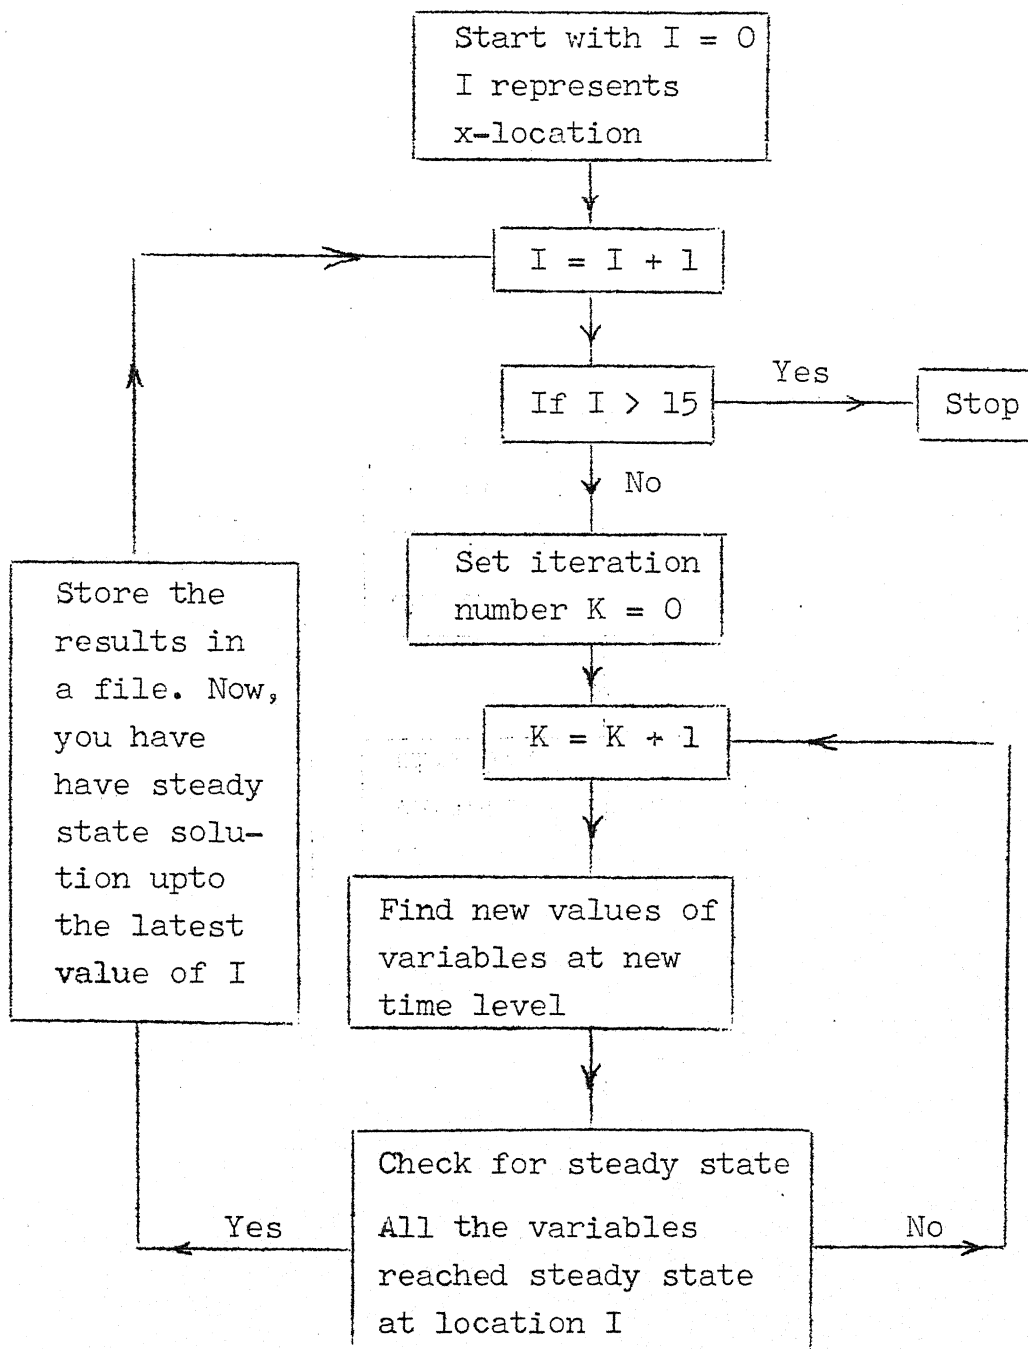 Start with I = 0
I represents
x-location
I = I + 1
If I > 15
Yes
Stop
No
Set iteration
number K = 0
K = K + 1
Find new values of
variables at new
time level
Check for steady state
All the variables
reached steady state
at location I
Yes
No
Store the
results in
a file. Now,
you have
have steady
state solu-
tion upto
the latest
value of I